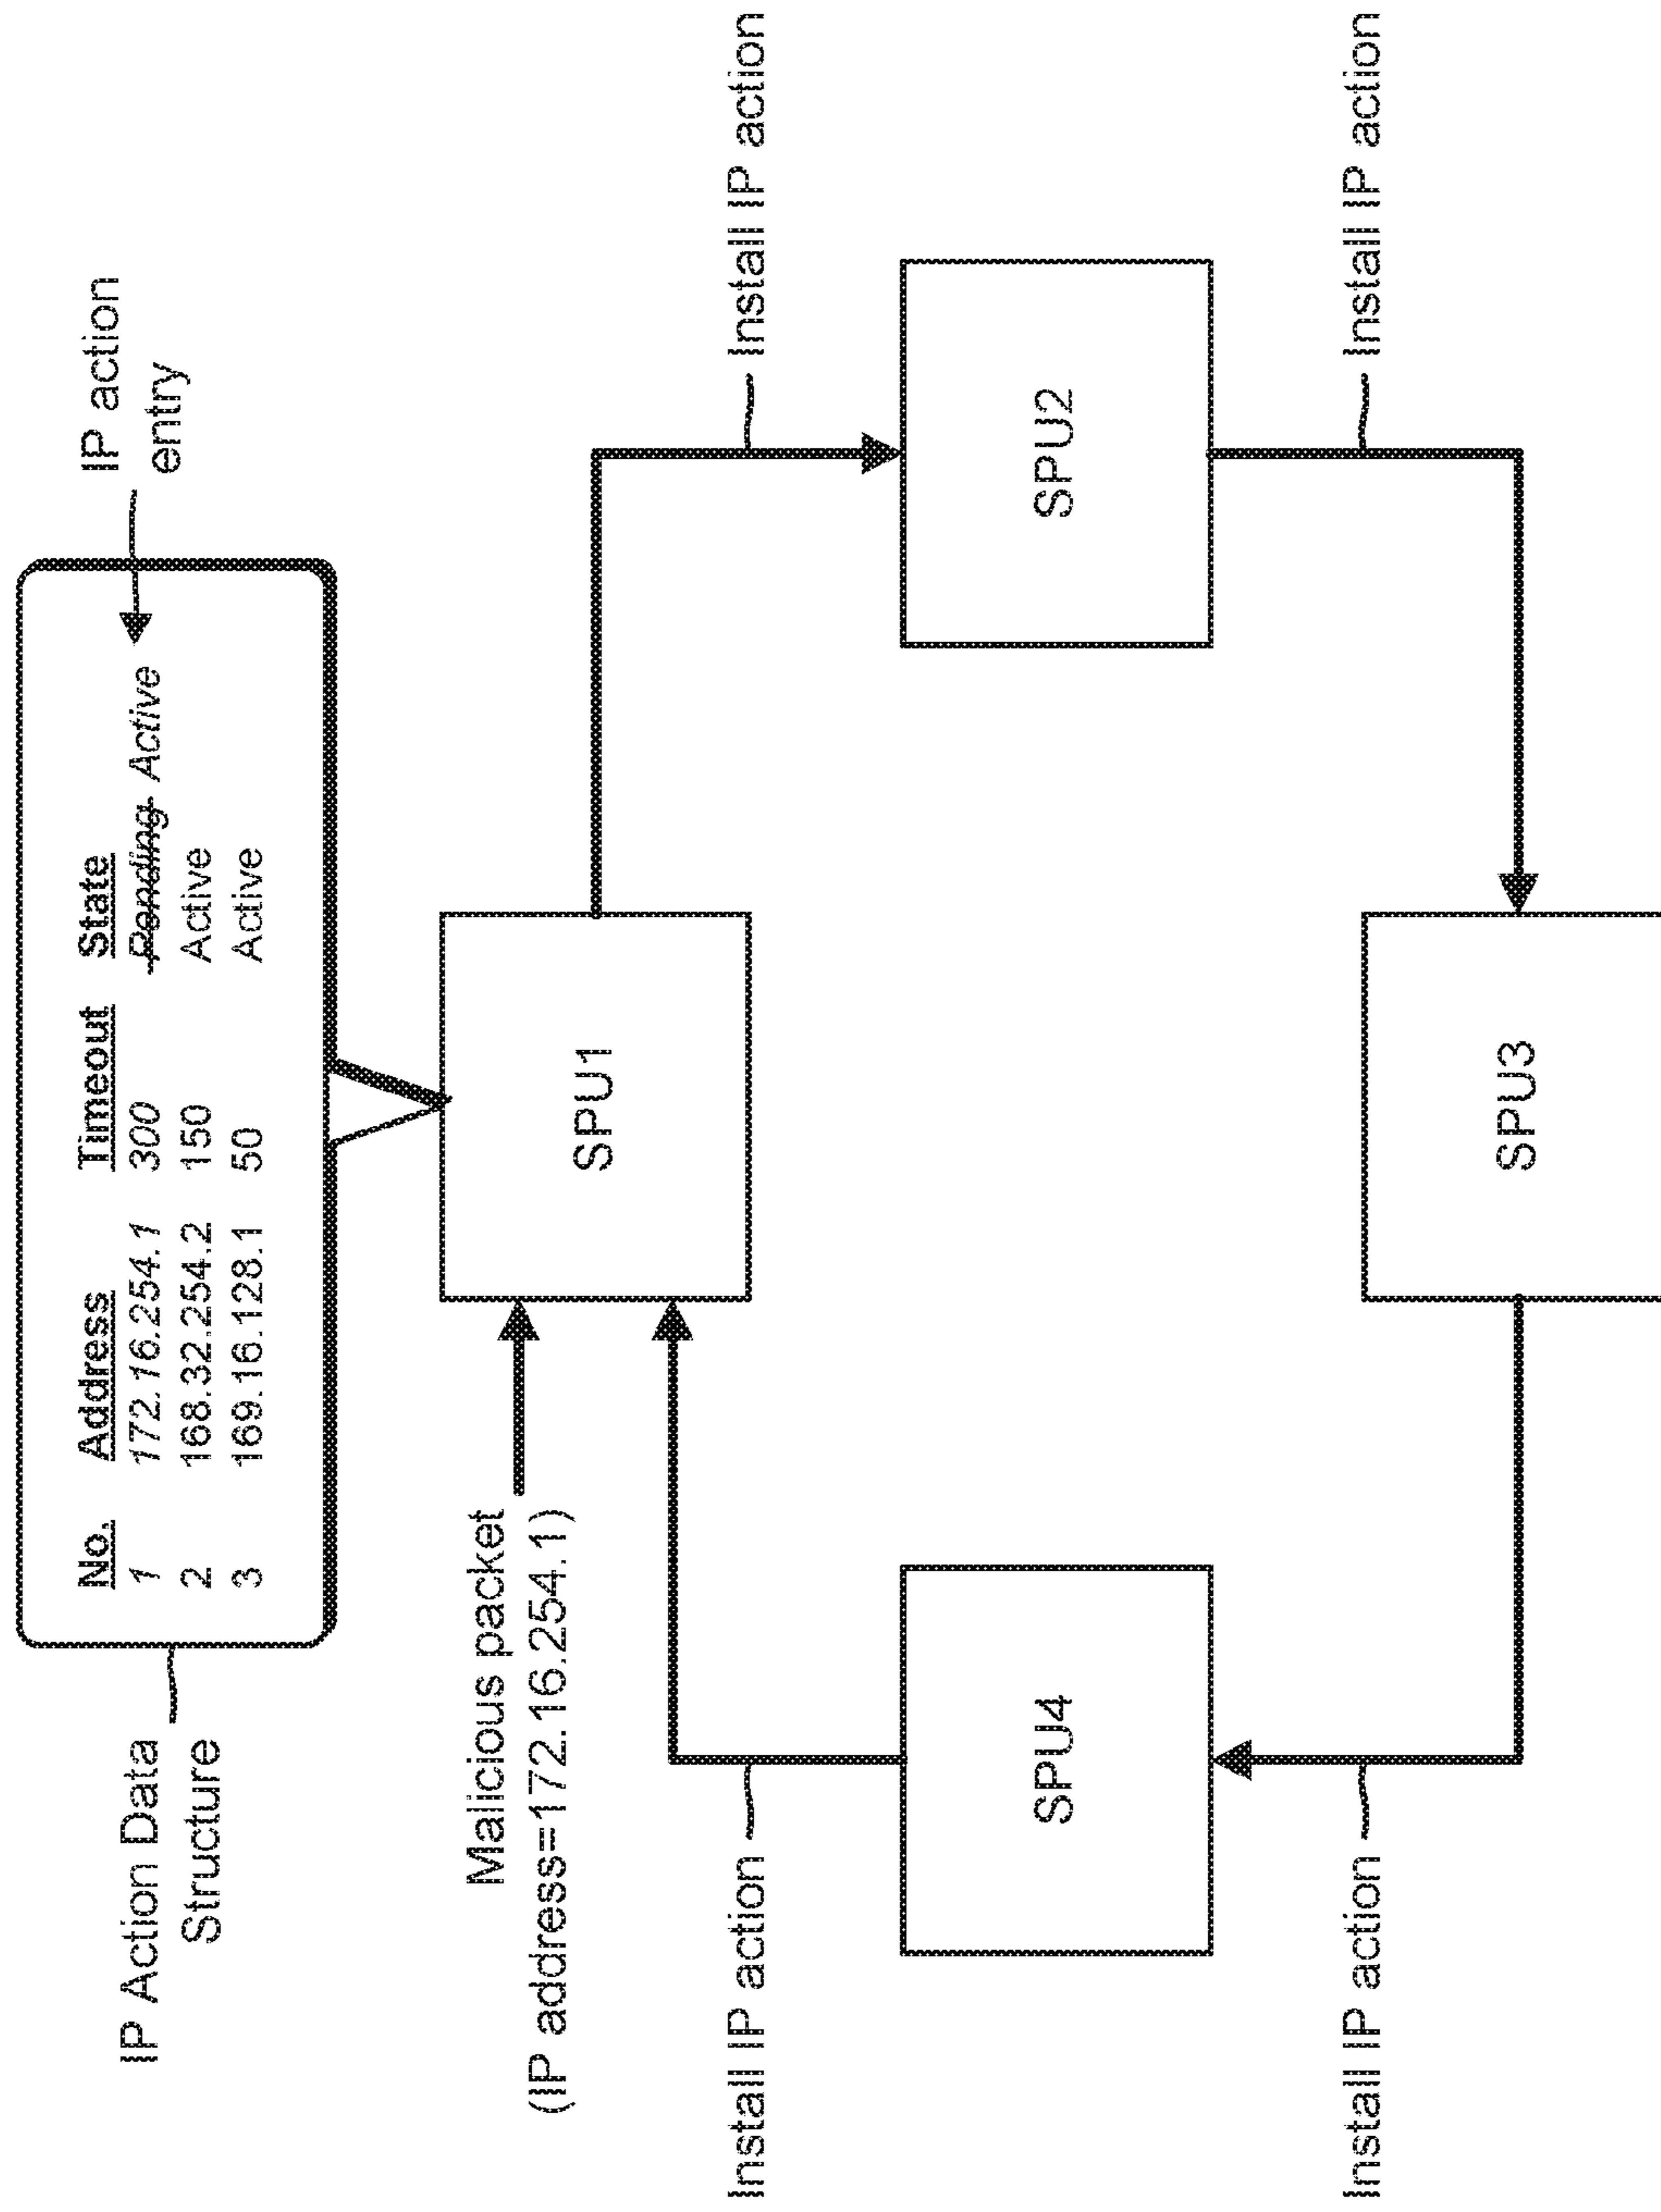 IP Action Data
Structure
No. Address Timeout State
1 172.16.254.1 300 Pending Active
2 168.32.254.2 150 Active
3 169.16.128.1 50 Active
IP action
entry
Malicious packet
(IP address=172.16.254.1)
SPU1
Install IP action
Install IP action
SPU4
SPU2
Install IP action
Install IP action
SPU3